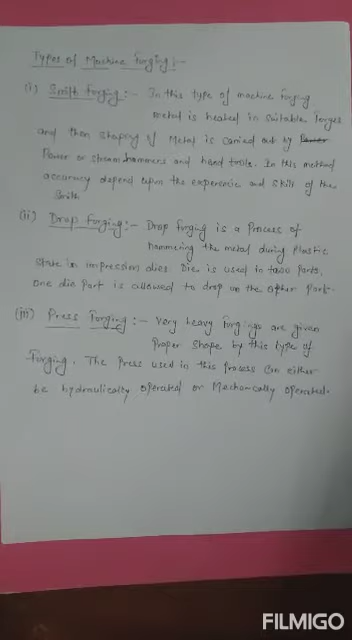 Types of Machine Forging:-
(i) Smith Forging :- In this type of machine forging
metal is heated in suitable forges
and then shaping of Metal is carried out by Power
Power or steam hammers and hand tools. In this method
accuracy depend upon the experience and skill of the
Smith
(ii) Drop Forging:- Drop forging is a Process of
hammering the metal during Plastic
State in impression dies. Die is used in two Parts,
one die Part is allowed to drop on the other Part.
(iii) Press Forging :- Very heavy forgings are given
Proper shape by this type of
Forging. The Press used in this Process can either
be hydraulically operated or Mechanically operated.
FILMIGO